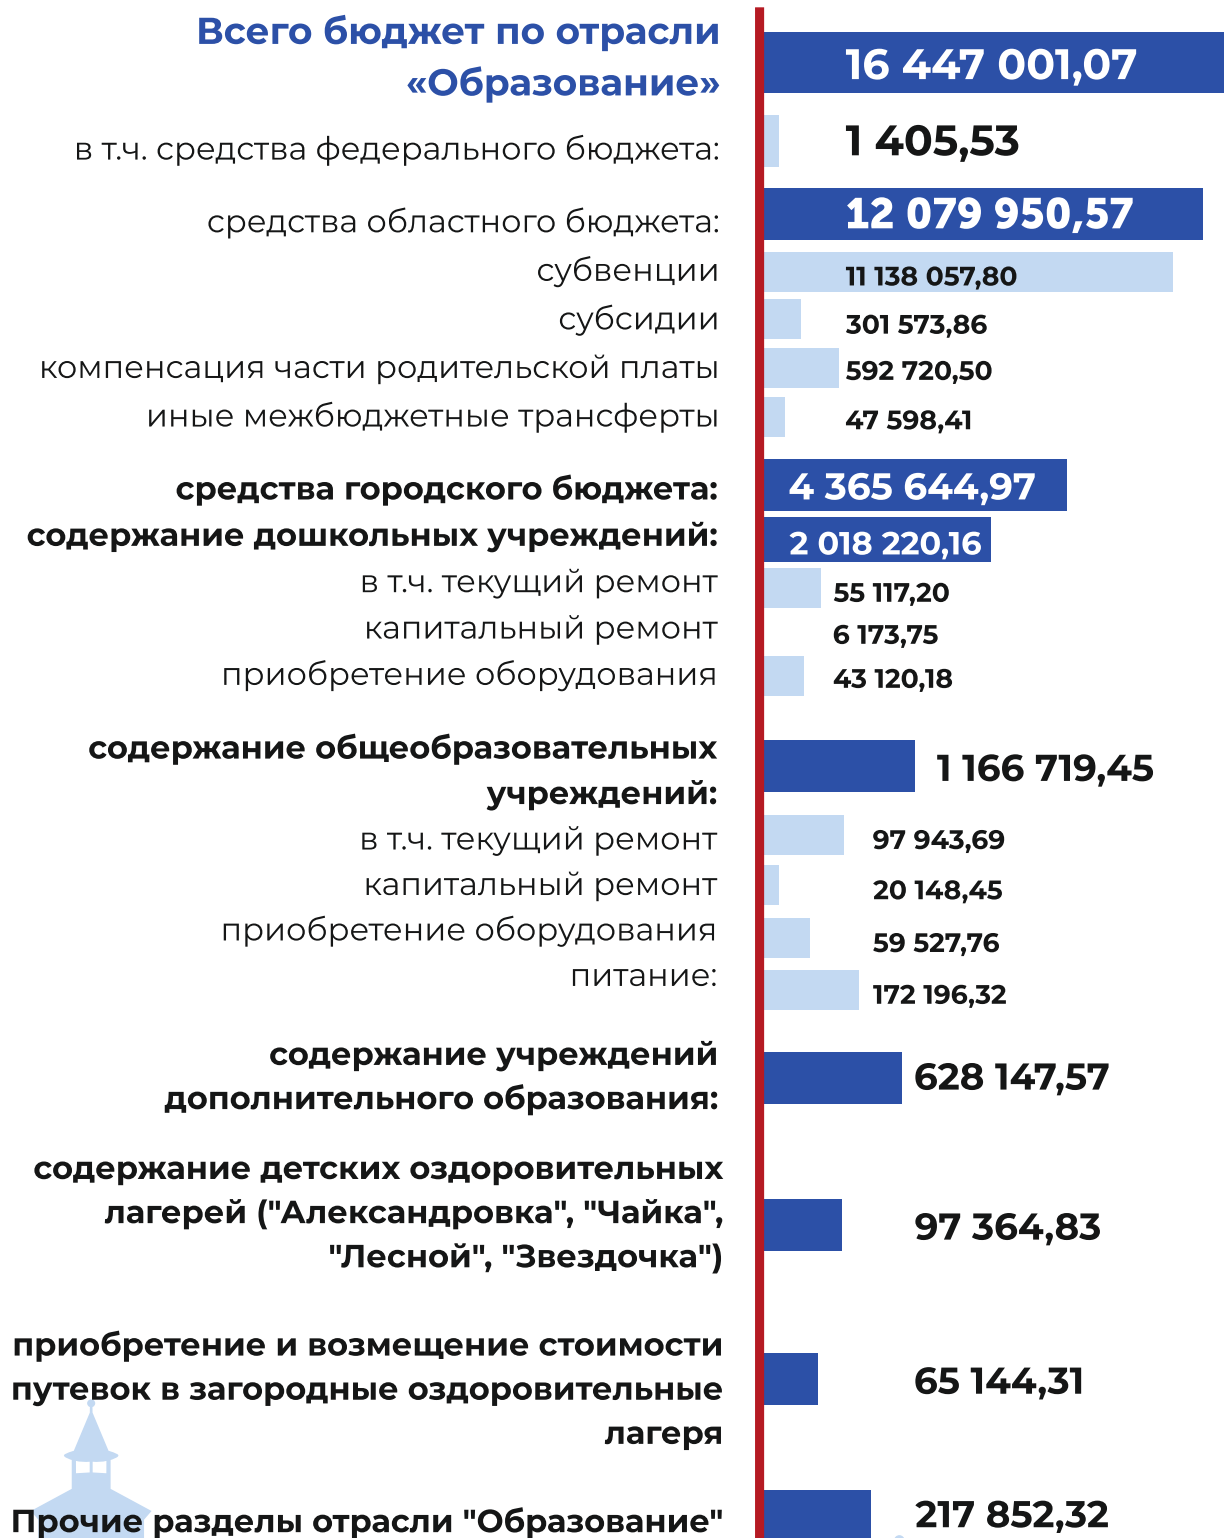 Всего бюджет по отрасли
«Образование»
16 447 001,07
в т.ч. средства федерального бюджета:
1 405,53
средства областного бюджета:
12 079 950,57
субвенции
11 138 057,80
субсидии
301 573,86
компенсация части родительской платы
592 720,50
иные межбюджетные трансферты
47 598,41
средства городского бюджета:
4 365 644,97
содержание дошкольных учреждений:
2 018 220,16
в т.ч. текущий ремонт
55 117,20
капитальный ремонт
6 173,75
приобретение оборудования
43 120,18
содержание общеобразовательных
учреждений:
1 166 719,45
в т.ч. текущий ремонт
97 943,69
капитальный ремонт
20 148,45
приобретение оборудования
59 527,76
питание:
172 196,32
содержание учреждений
дополнительного образования:
628 147,57
содержание детских оздоровительных
лагерей ("Александровка", "Чайка",
"Лесной", "Звездочка")
97 364,83
приобретение и возмещение стоимости
путевок в загородные оздоровительные
лагеря
65 144,31
Прочие разделы отрасли "Образование"
217 852,32